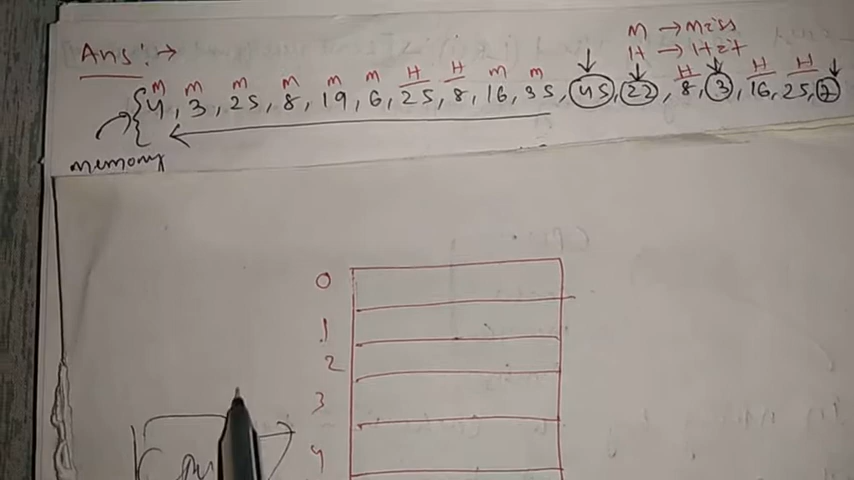 M → Miss
Ans :→
H → Hit
M M M M M M H H M M H H H
{ 4 , 3 , 25 , 8 , 19 , 6 , 25 , 8 , 16 , 35 , 45 , 22 , 8 , 3 , 16 , 25 , 7
memory
0
1
2
3
4